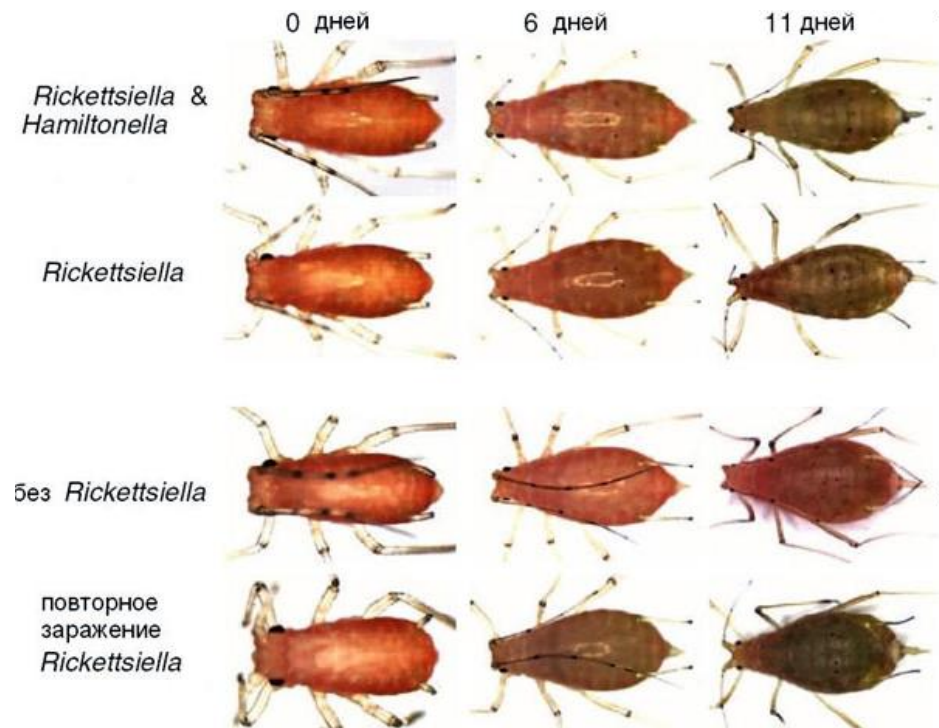 0 дней 6 дней 11 дней
Rickettsiella &
Hamiltonella
Rickettsiella
без Rickettsiella
повторное
заражение
Rickettsiella